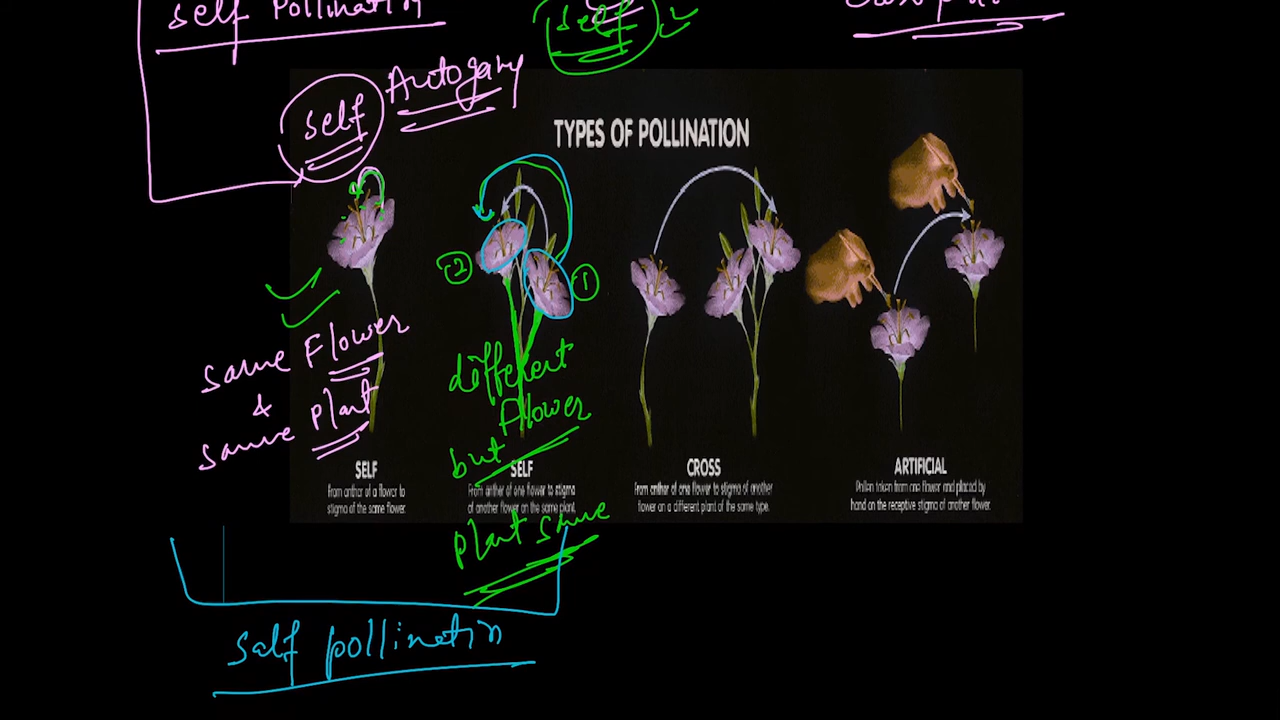 self Pollination
self
self
Autogamy
TYPES OF POLLINATION
2
1
same Flower
&
same Plant
different
Flower
but
plant same
SELF
From anther of a flower to
stigma of the same flower.
SELF
From anther of one flower to stigma
of another flower on the same plant.
CROSS
From anther of one flower to stigma of another
flower on a different plant of the same type.
ARTIFICIAL
Pollen taken from one flower and placed by
hand on the receptive stigma of another flower.
self pollinatin